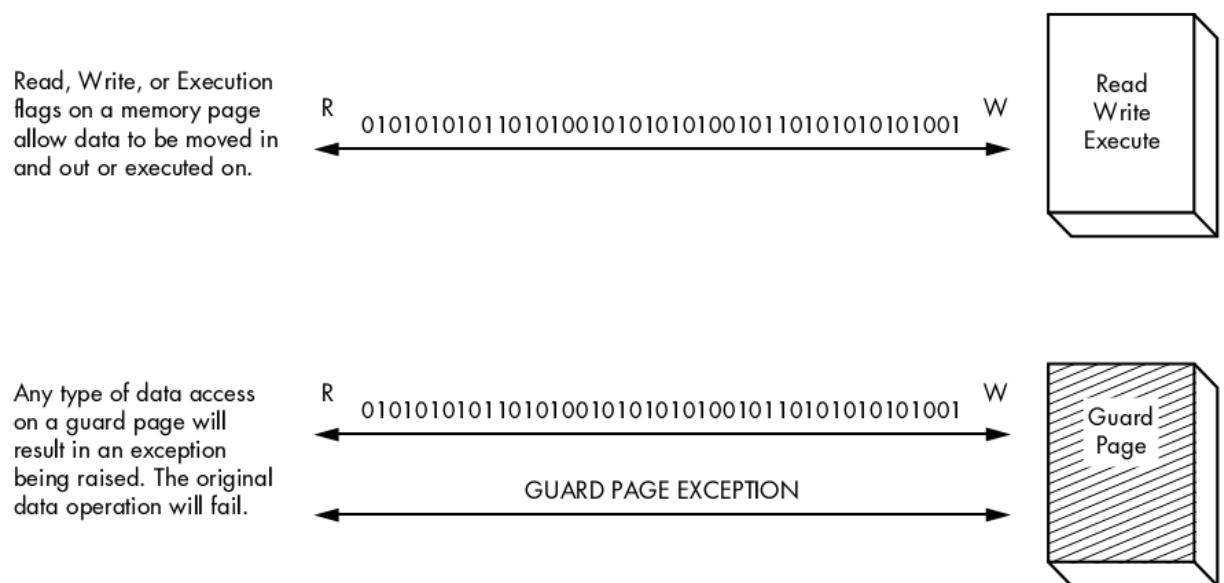 Read, Write, or Execution
flags on a memory page
allow data to be moved in
and out or executed on.
R
010101010110101001010101010010110101010101001
W
Read
Write
Execute
Any type of data access
on a guard page will
result in an exception
being raised. The original
data operation will fail.
R
010101010110101001010101010010110101010101001
W
GUARD PAGE EXCEPTION
Guard
Page